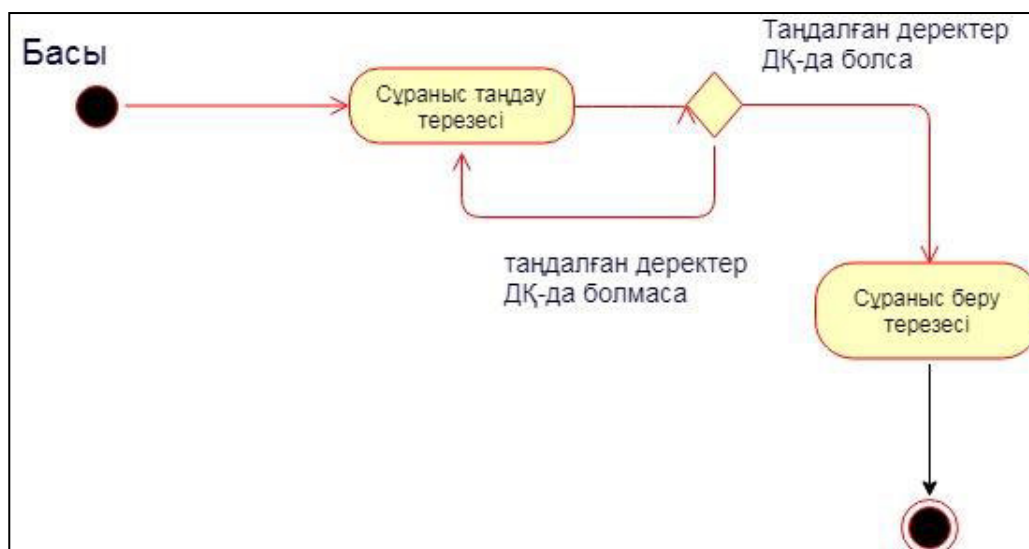 Басы
Таңдалған деректер
ДҚ-да болса
Сұраныс таңдау
терезесі
таңдалған деректер
ДҚ-да болмаса
Сұраныс беру
терезесі